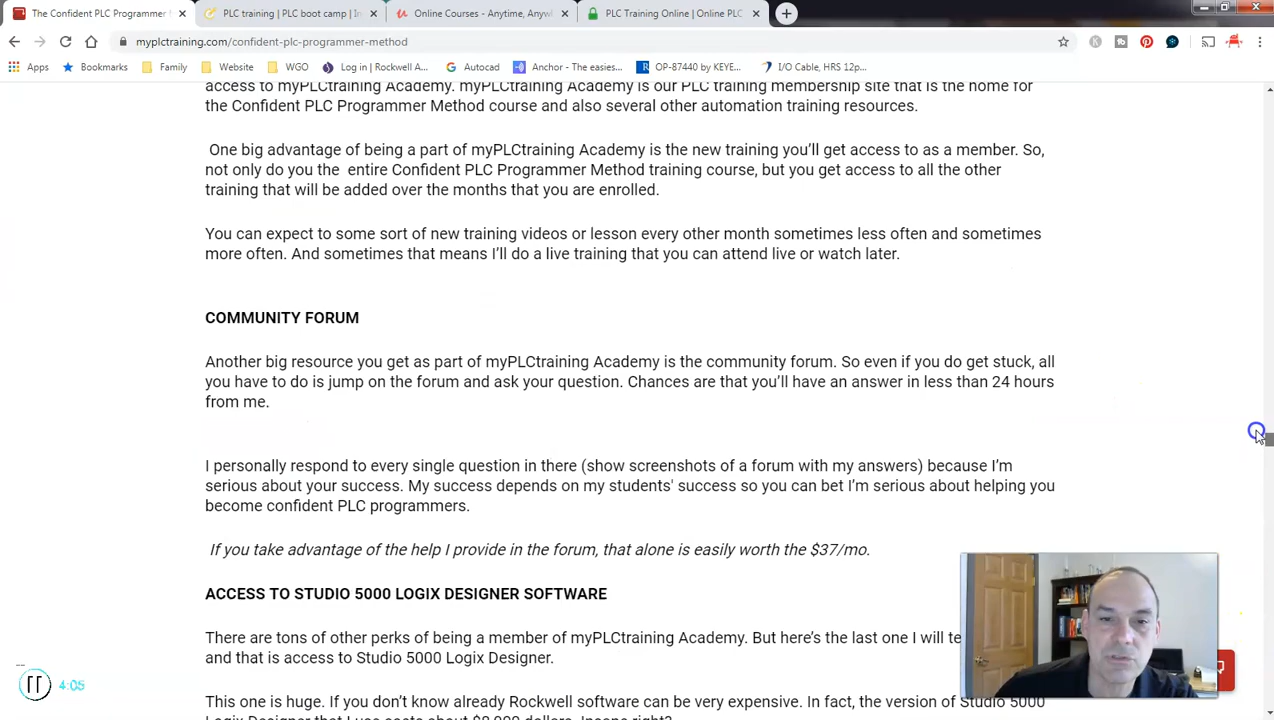 The Confident PLC Programmer
PLC training | PLC boot camp | In
Online Courses - Anytime, Anyw
PLC Training Online | Online PLC
myplctraining.com/confident-plc-programmer-method
Apps Bookmarks Family Website WGO Log in | Rockwell A... Autocad Anchor - The easies... OP-87440 by KEYE... I/O Cable, HRS 12p...
access to myPLCtraining Academy. myPLCtraining Academy is our PLC training membership site that is the home for
the Confident PLC Programmer Method course and also several other automation training resources.
One big advantage of being a part of myPLCtraining Academy is the new training you'll get access to as a member. So,
not only do you the entire Confident PLC Programmer Method training course, but you get access to all the other
training that will be added over the months that you are enrolled.
You can expect to some sort of new training videos or lesson every other month sometimes less often and sometimes
more often. And sometimes that means I'll do a live training that you can attend live or watch later.
COMMUNITY FORUM
Another big resource you get as part of myPLCtraining Academy is the community forum. So even if you do get stuck, all
you have to do is jump on the forum and ask your question. Chances are that you'll have an answer in less than 24 hours
from me.
I personally respond to every single question in there (show screenshots of a forum with my answers) because I'm
serious about your success. My success depends on my students' success so you can bet I'm serious about helping you
become confident PLC programmers.
If you take advantage of the help I provide in the forum, that alone is easily worth the $37/mo.
ACCESS TO STUDIO 5000 LOGIX DESIGNER SOFTWARE
There are tons of other perks of being a member of myPLCtraining Academy. But here's the last one I will te
and that is access to Studio 5000 Logix Designer.
This one is huge. If you don't know already Rockwell software can be very expensive. In fact, the version of Studio 5000
Logix Designer that I use costs about $8,000 dollars. Insane right?
4:05